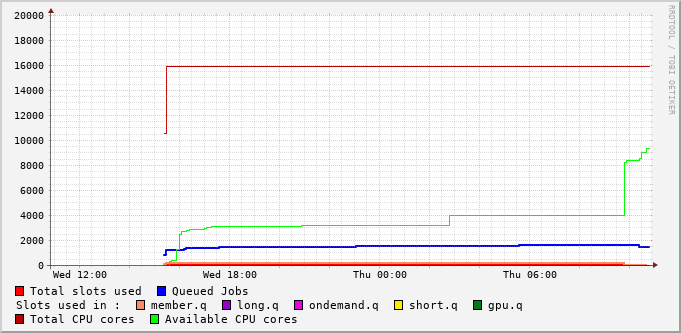 RRDTOOL / TOBI OETIKER
20000
18000
16000
14000
12000
10000
8000
6000
4000
2000
0
Wed 12:00 Wed 18:00 Thu 00:00 Thu 06:00
Total slots used Queued Jobs
Slots used in : member.q long.q ondemand.q short.q gpu.q
Total CPU cores Available CPU cores